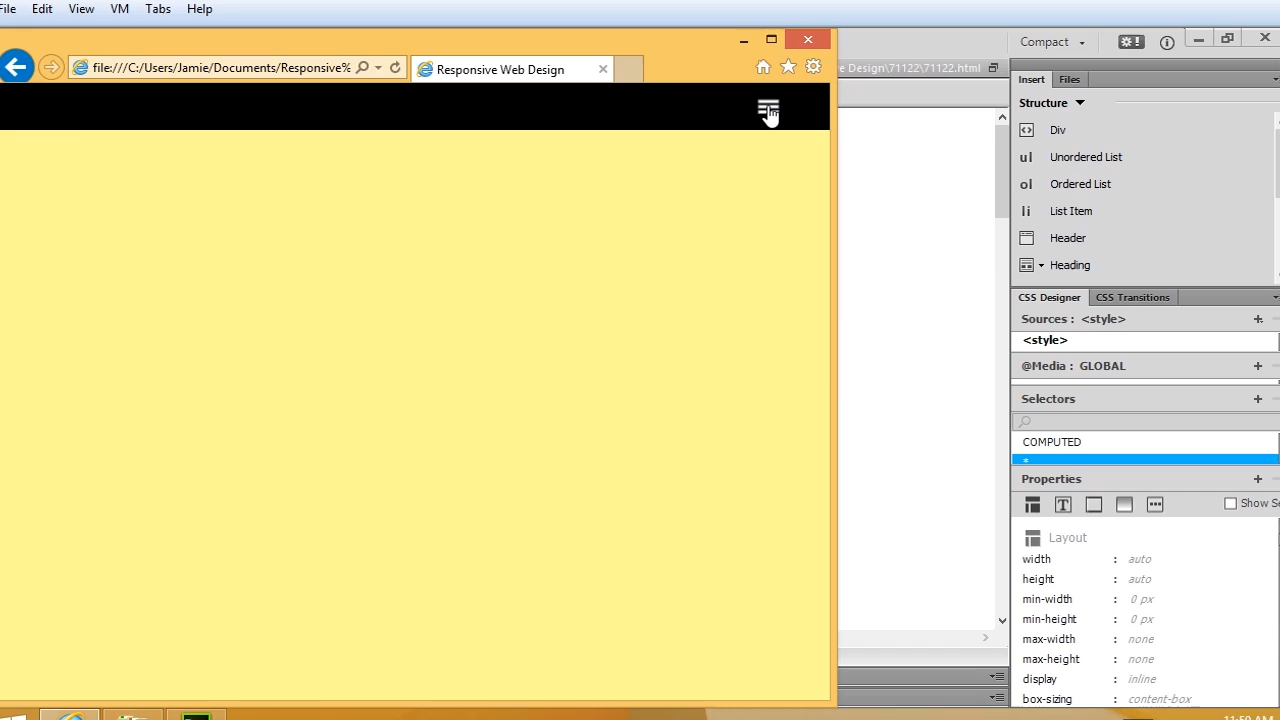 File Edit View VM Tabs Help
Compact
file:///C:/Users/Jamie/Documents/Responsive%
Responsive Web Design
e Design\71122\71122.html
Insert Files
Structure
Div
ul Unordered List
ol Ordered List
li List Item
Header
Heading
CSS Designer CSS Transitions
Sources : <style>
<style>
@Media : GLOBAL
Selectors
COMPUTED
*
Properties
Show Se
Layout
width : auto
height : auto
min-width : 0 px
min-height : 0 px
max-width : none
max-height : none
display : inline
box-sizing : content-box
11:50 AM